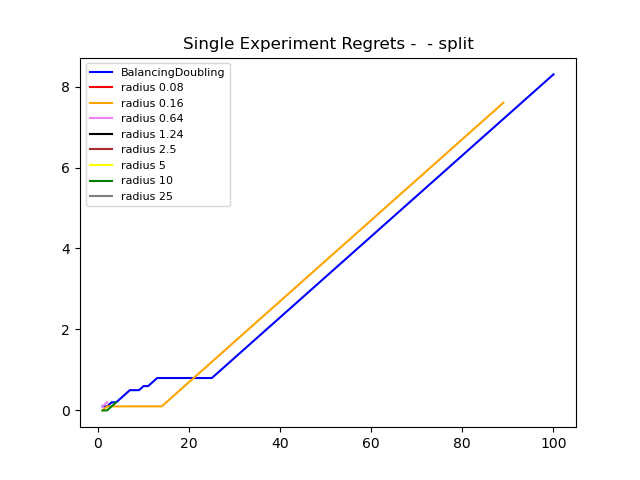 Single Experiment Regrets -  - split
BalancingDoubling
radius 0.08
radius 0.16
radius 0.64
radius 1.24
radius 2.5
radius 5
radius 10
radius 25
8
6
4
2
0
0 20 40 60 80 100